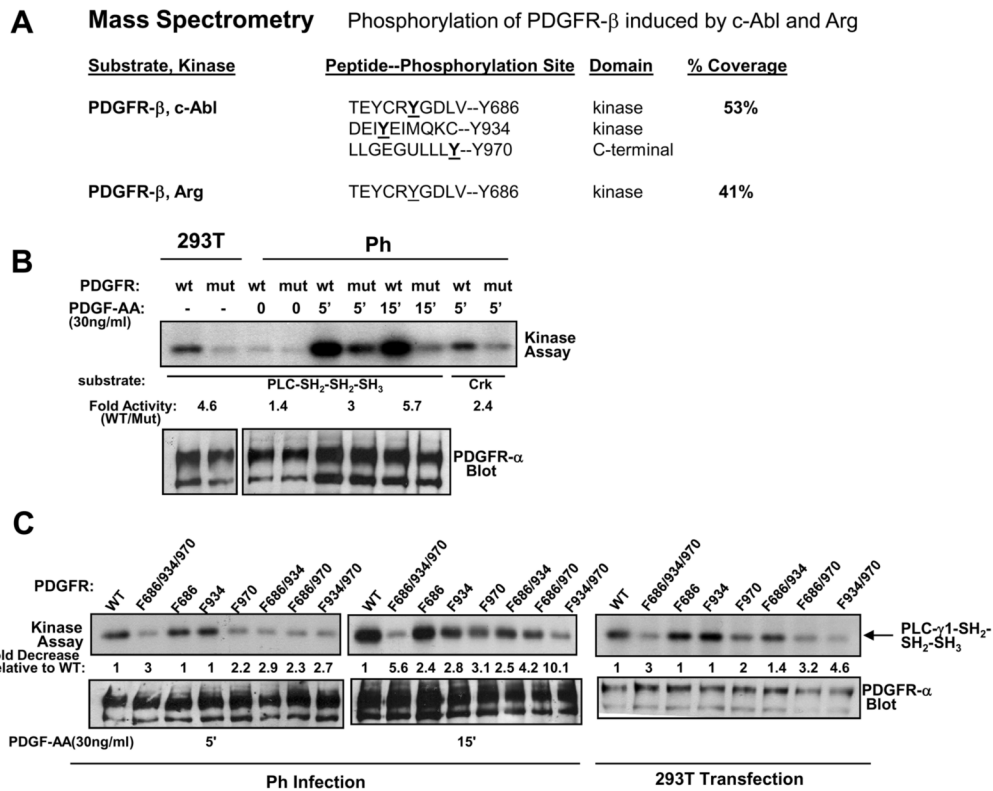 A
Mass Spectrometry Phosphorylation of PDGFR-β induced by c-Abl and Arg
Substrate, Kinase Peptide--Phosphorylation Site Domain % Coverage
PDGFR-β, c-Abl TEYCRYGDLV--Y686 kinase 53%
DEIYEIMQKC--Y934 kinase
LLGEGULLLY--Y970 C-terminal
PDGFR-β, Arg TEYCRYGDLV--Y686 kinase 41%
B
293T Ph
PDGFR: wt mut wt mut wt mut wt mut wt mut
PDGF-AA: - - 0 0 5' 5' 15' 15' 5' 5'
(30ng/ml)
Kinase
Assay
substrate: PLC-SH2-SH2-SH3 Crk
Fold Activity: 4.6 1.4 3 5.7 2.4
(WT/Mut)
PDGFR-α
Blot
C
PDGFR: WT F686/934/970 F686 F934 F970 F686/934 F686/970 F934/970 WT F686/934/970 F686 F934 F970 F686/934 F686/970 F934/970 WT F686/934/970 F686 F934 F970 F686/934 F686/970 F934/970
Kinase
Assay
PLC-γ1-SH2-
SH2-SH3
old Decrease
elative to WT: 1 3 1 1 2.2 2.9 2.3 2.7 1 5.6 2.4 2.8 3.1 2.5 4.2 10.1 1 3 1 1 2 1.4 3.2 4.6
PDGFR-α
Blot
PDGF-AA(30ng/ml) 5' 15'
Ph Infection 293T Transfection